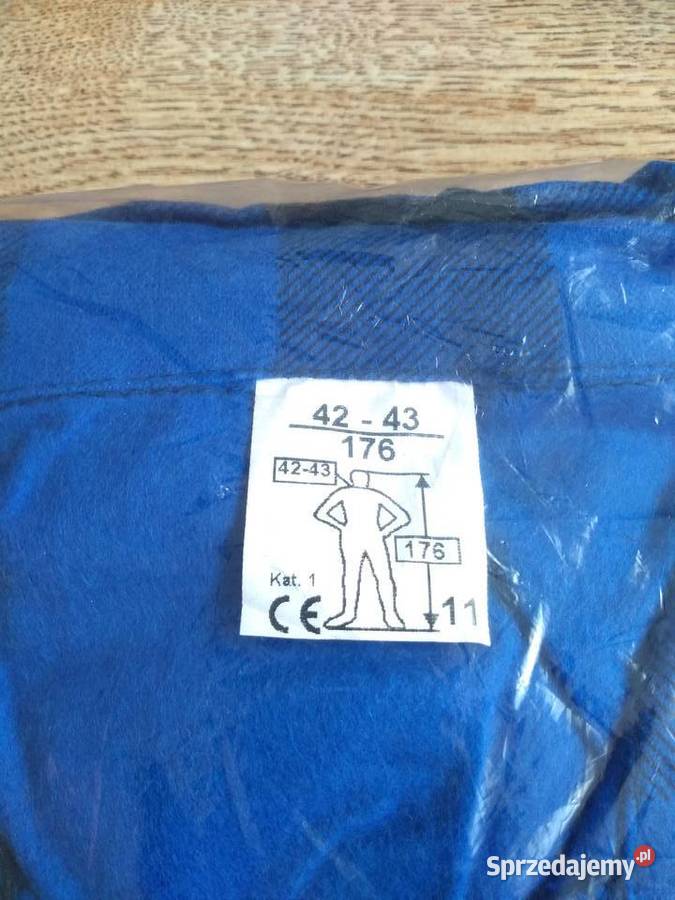 42 - 43
176
42-43
176
Kat. 1
CE
11
Sprzedajemy.pl